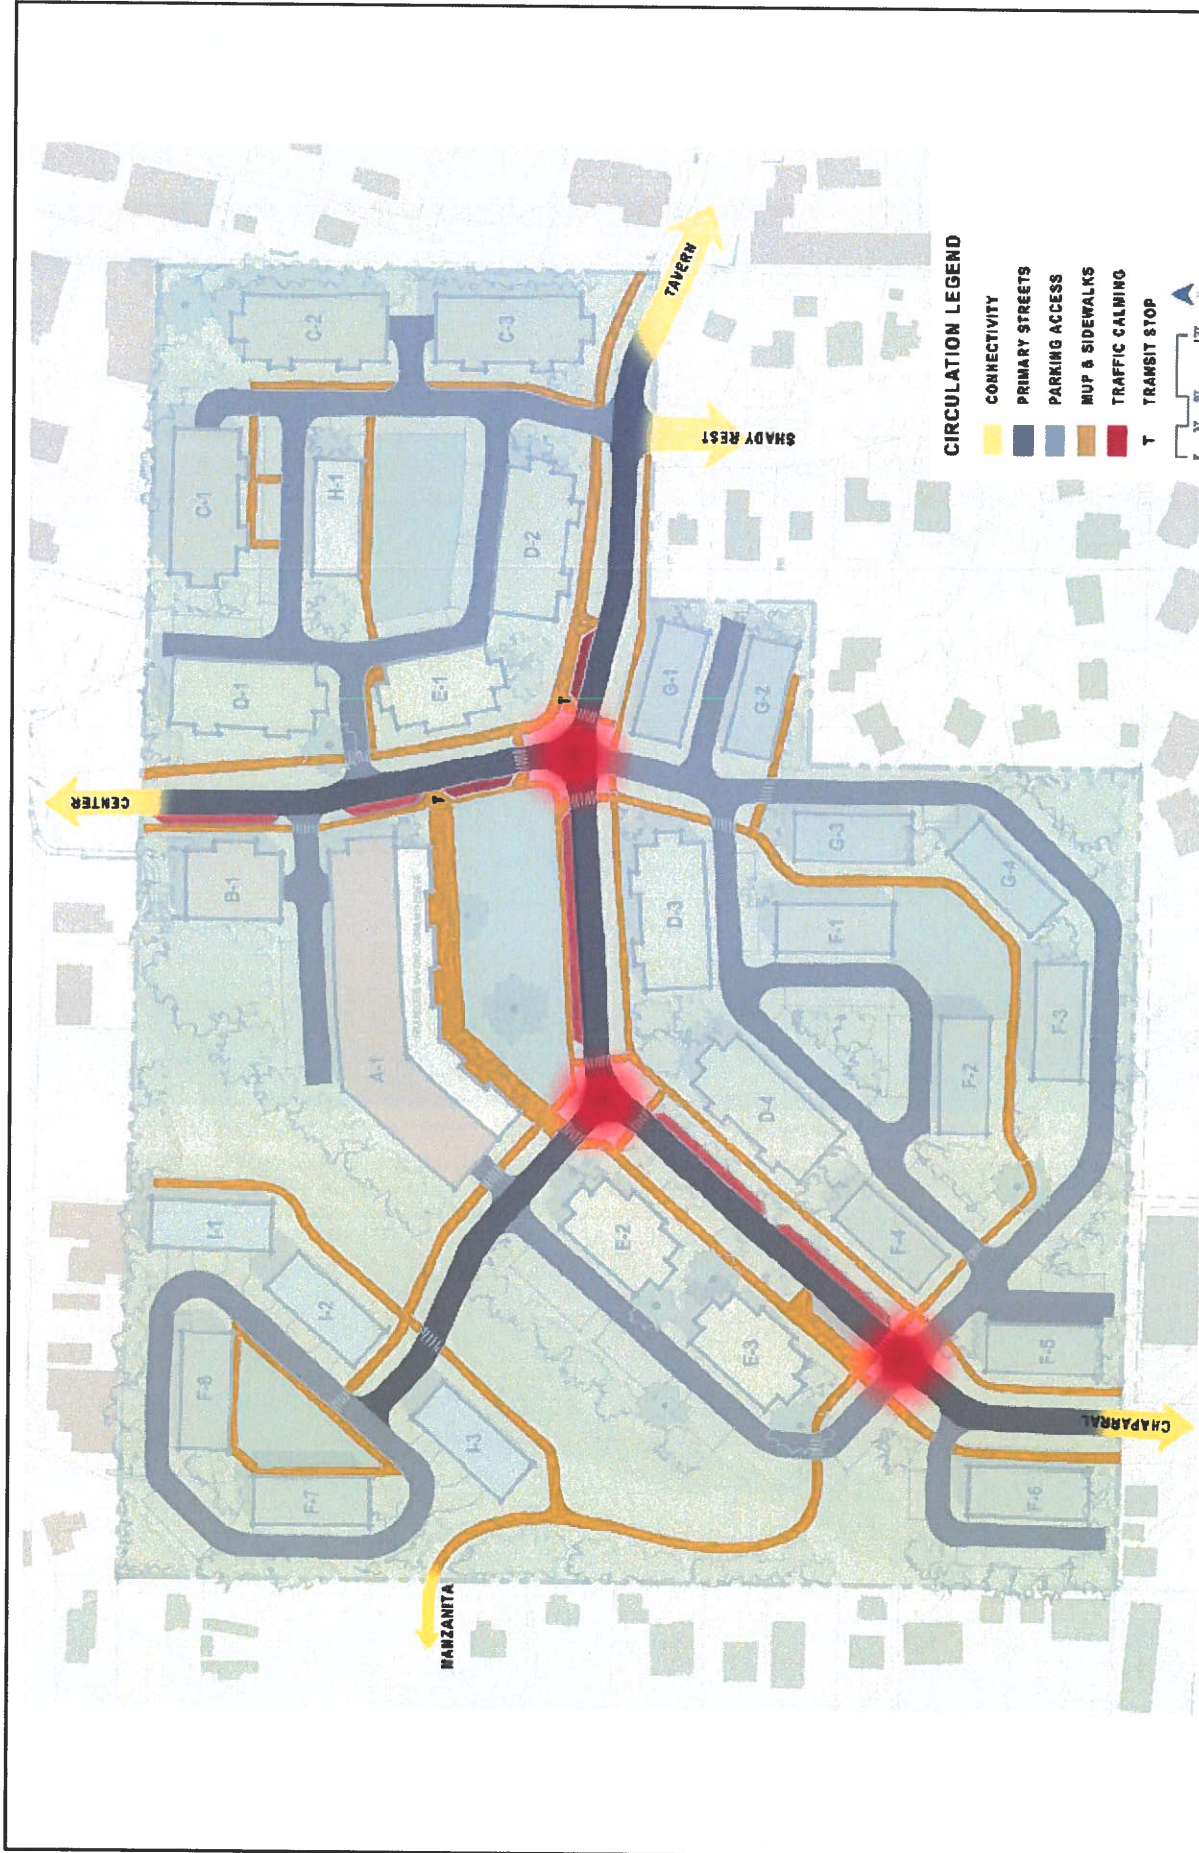 CENTER
C-1
C-2
C-3
H-1
D-1
D-2
E-1
T
TAVERN
SHADY REST
B-1
A-1
T
G-1
G-2
D-3
G-3
G-4
F-1
F-2
F-3
D-4
F-4
E-2
E-3
I-2
I-3
F-8
F-7
F-5
F-6
MANZANITA
CHAPARRAL
CIRCULATION LEGEND
CONNECTIVITY
PRIMARY STREETS
PARKING ACCESS
MUP & SIDEWALKS
TRAFFIC CALMING
T TRANSIT STOP